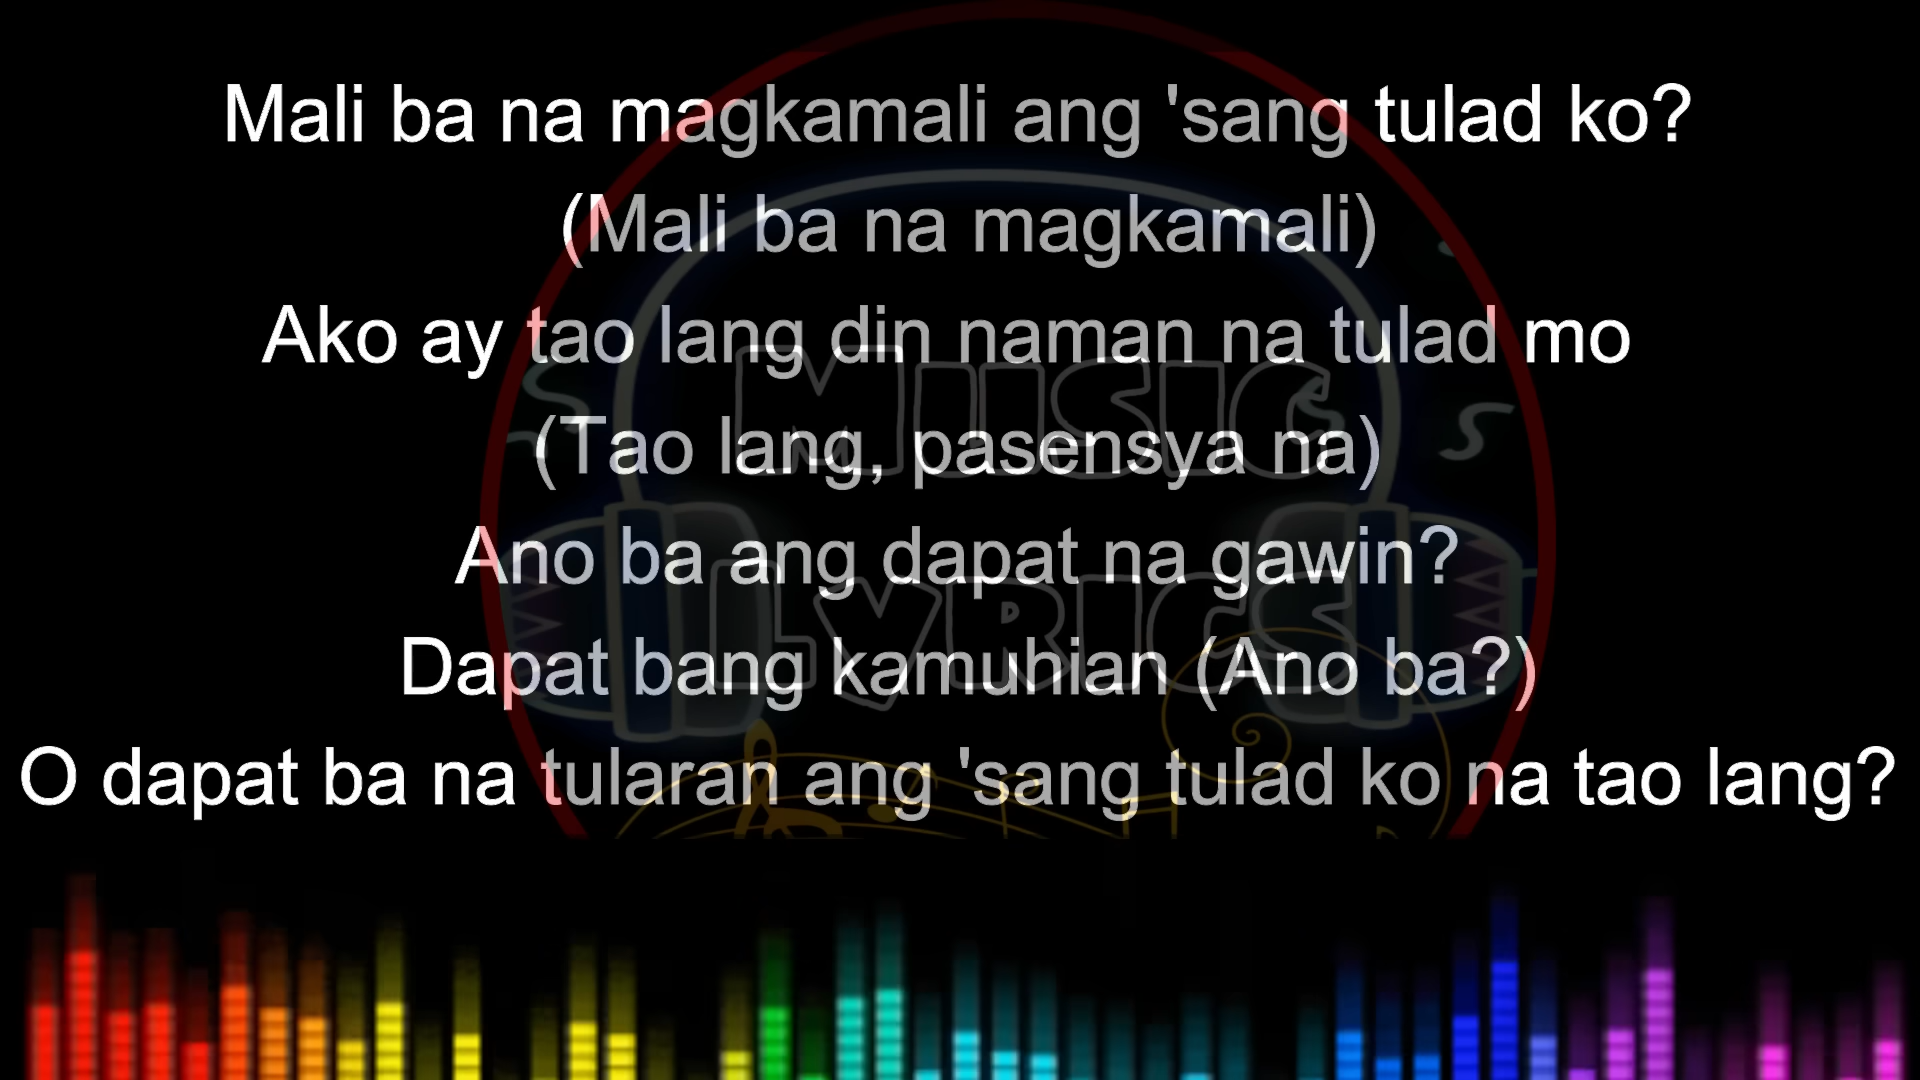 Mali ba na magkamali ang 'sang tulad ko?
(Mali ba na magkamali)
Ako ay tao lang din naman na tulad mo
(Tao lang, pasensya na)
Ano ba ang dapat na gawin?
Dapat bang kamuhian (Ano ba?)
O dapat ba na tularan ang 'sang tulad ko na tao lang?
Music
Lyrics